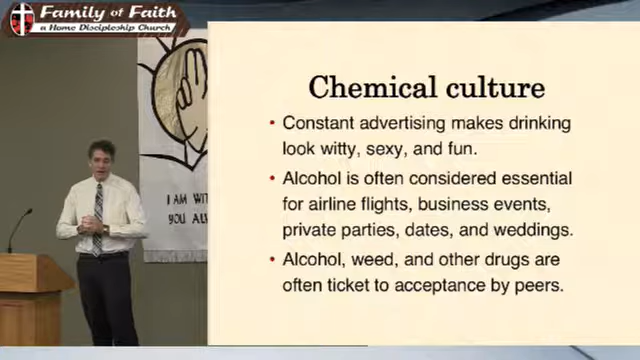 Family of Faith
a Home Discipleship Church
Chemical culture
• Constant advertising makes drinking
look witty, sexy, and fun.
• Alcohol is often considered essential
for airline flights, business events,
private parties, dates, and weddings.
• Alcohol, weed, and other drugs are
often ticket to acceptance by peers.
I AM WIT
YOU AL